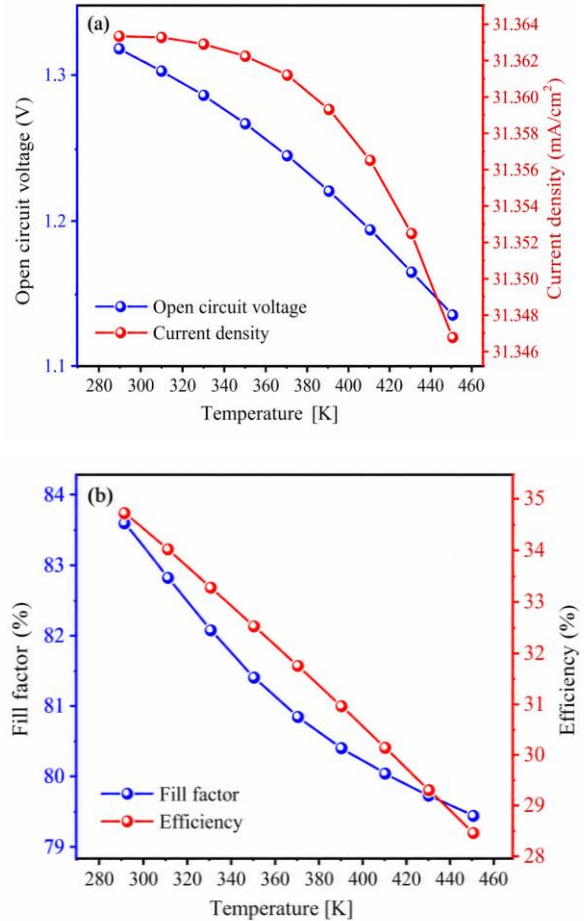 (a)
Open circuit voltage (V)
1.3
1.2
1.1
Open circuit voltage
Current density
31.364
31.362
31.360
31.358
31.356
31.354
31.352
31.350
31.348
31.346
Current density (mA/cm²)
280 300 320 340 360 380 400 420 440 460
Temperature [K]
(b)
Fill factor (%)
84
83
82
81
80
79
Fill factor
Efficiency
35
34
33
32
31
30
29
28
Efficiency (%)
280 300 320 340 360 380 400 420 440 460
Temperature [K]